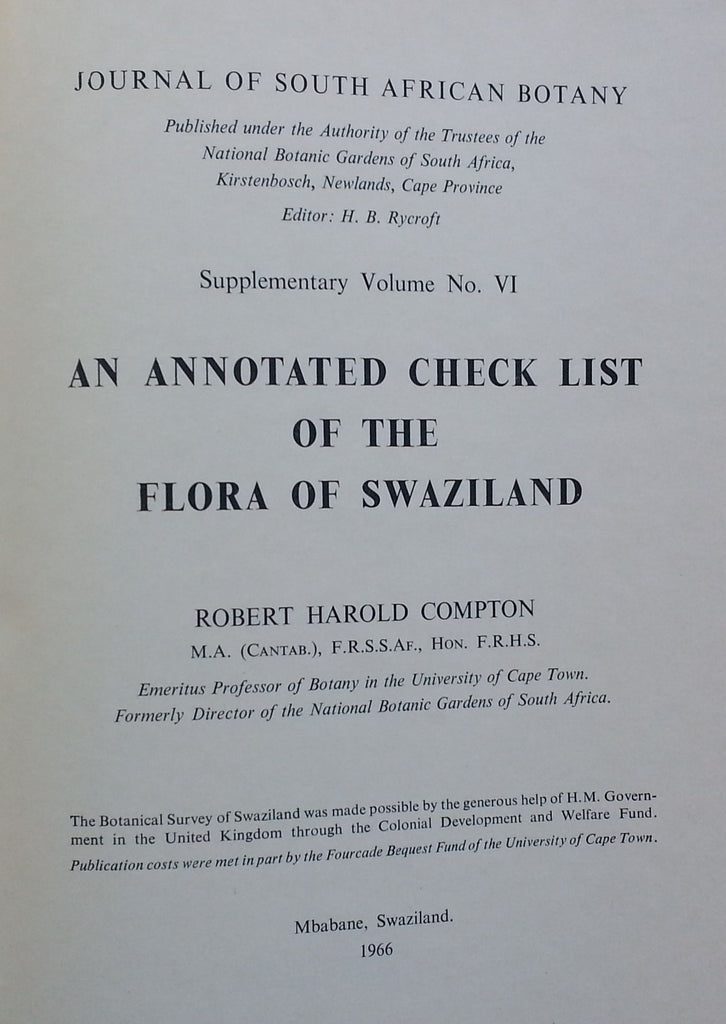 JOURNAL OF SOUTH AFRICAN BOTANY
Published under the Authority of the Trustees of the
National Botanic Gardens of South Africa,
Kirstenbosch, Newlands, Cape Province
Editor: H. B. Rycroft
Supplementary Volume No. VI
AN ANNOTATED CHECK LIST
OF THE
FLORA OF SWAZILAND
ROBERT HAROLD COMPTON
M.A. (CANTAB.), F.R.S.S.AF., HON. F.R.H.S.
Emeritus Professor of Botany in the University of Cape Town.
Formerly Director of the National Botanic Gardens of South Africa.
The Botanical Survey of Swaziland was made possible by the generous help of H.M. Govern-
ment in the United Kingdom through the Colonial Development and Welfare Fund.
Publication costs were met in part by the Fourcade Bequest Fund of the University of Cape Town.
Mbabane, Swaziland.
1966